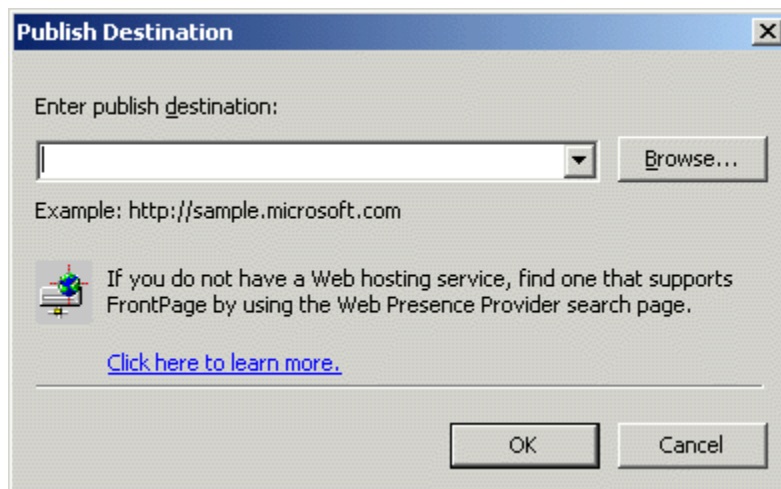 Publish Destination
Enter publish destination:
Browse...
Example: http://sample.microsoft.com
If you do not have a Web hosting service, find one that supports
FrontPage by using the Web Presence Provider search page.
Click here to learn more.
OK
Cancel